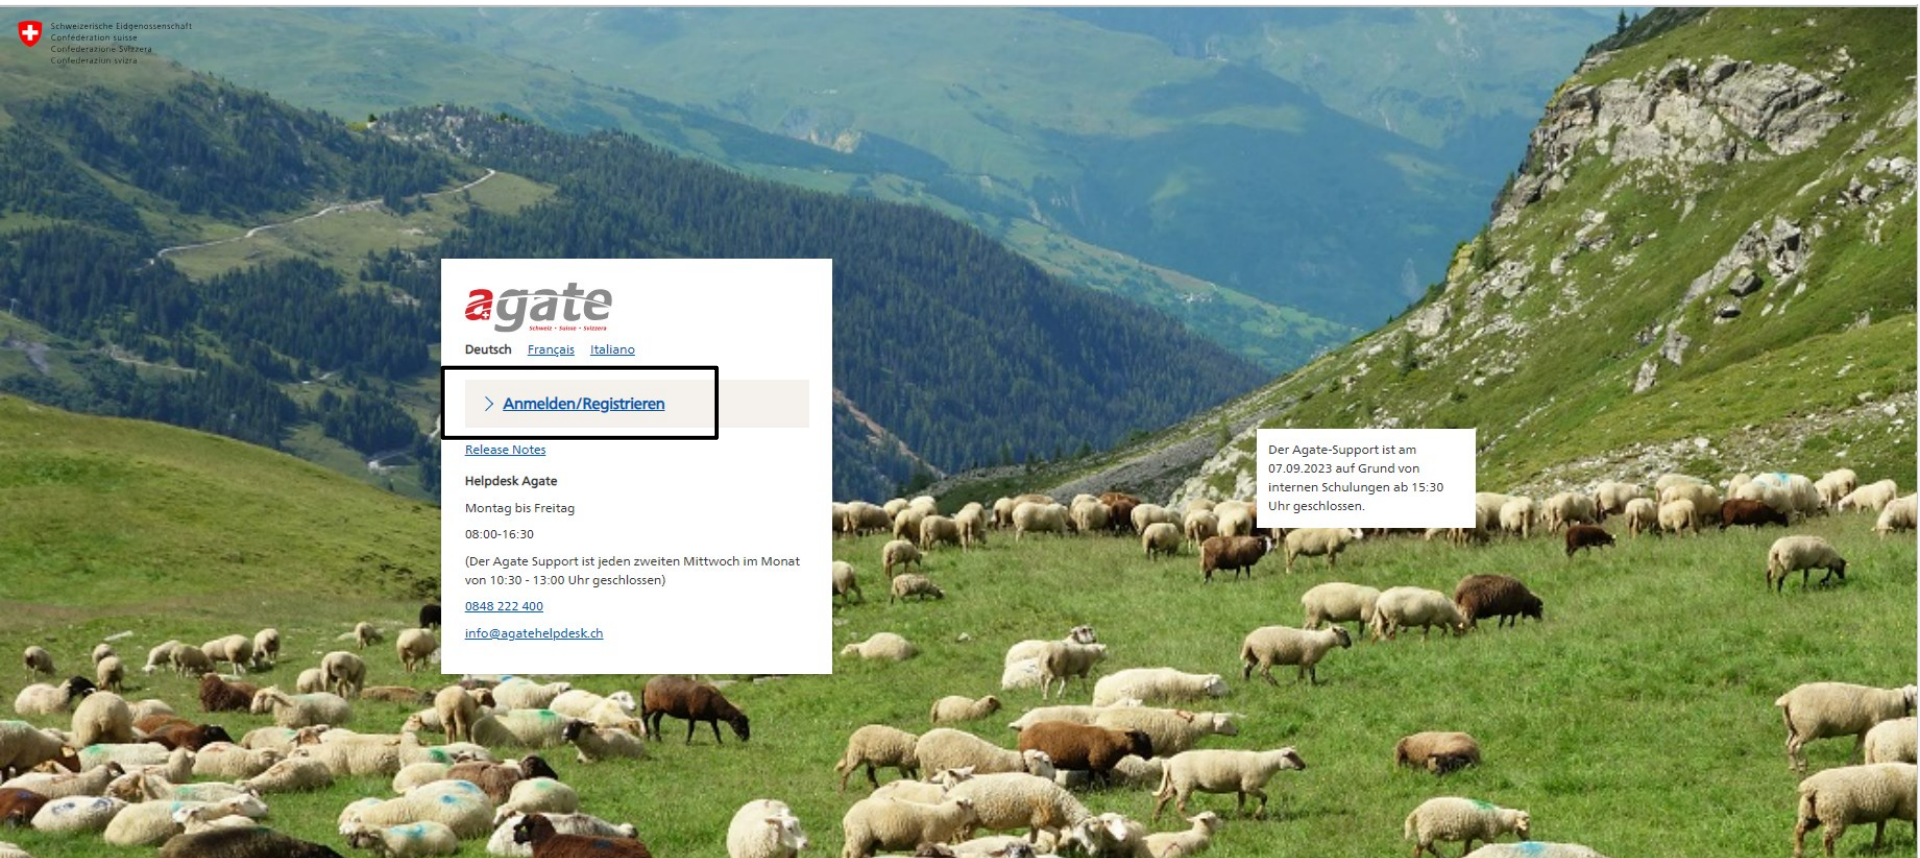 Schweizerische Eidgenossenschaft
Confédération suisse
Confederazione Svizzera
Confederaziun svizra
agate
Schweiz • Suisse • Svizzera
Deutsch Français Italiano
Anmelden/Registrieren
Release Notes
Helpdesk Agate
Montag bis Freitag
08:00-16:30
(Der Agate Support ist jeden zweiten Mittwoch im Monat
von 10:30 - 13:00 Uhr geschlossen)
0848 222 400
info@agatehelpdesk.ch
Der Agate-Support ist am
07.09.2023 auf Grund von
internen Schulungen ab 15:30
Uhr geschlossen.